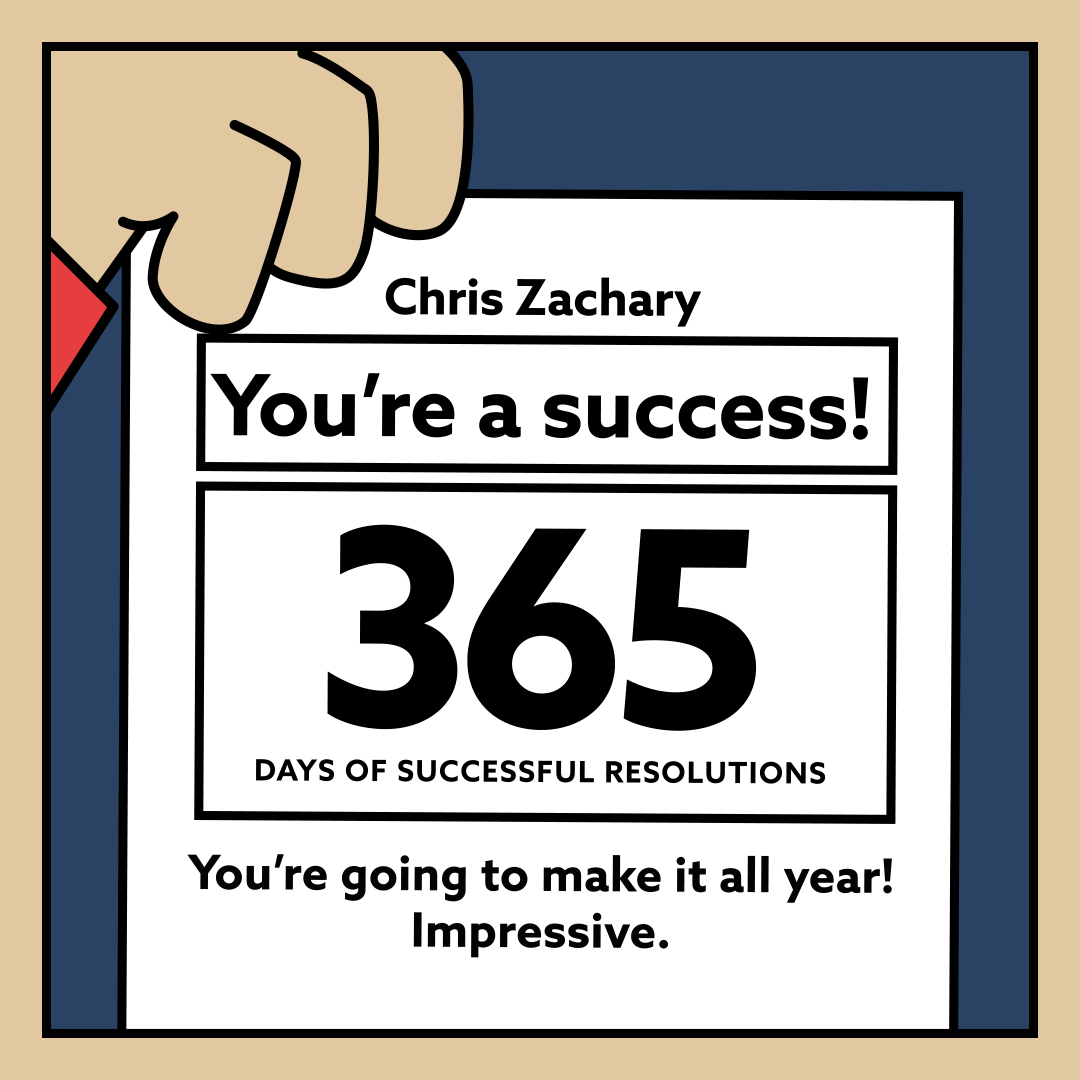 Chris Zachary
You’re a success!
365
DAYS OF SUCCESSFUL RESOLUTIONS
You’re going to make it all year!
Impressive.